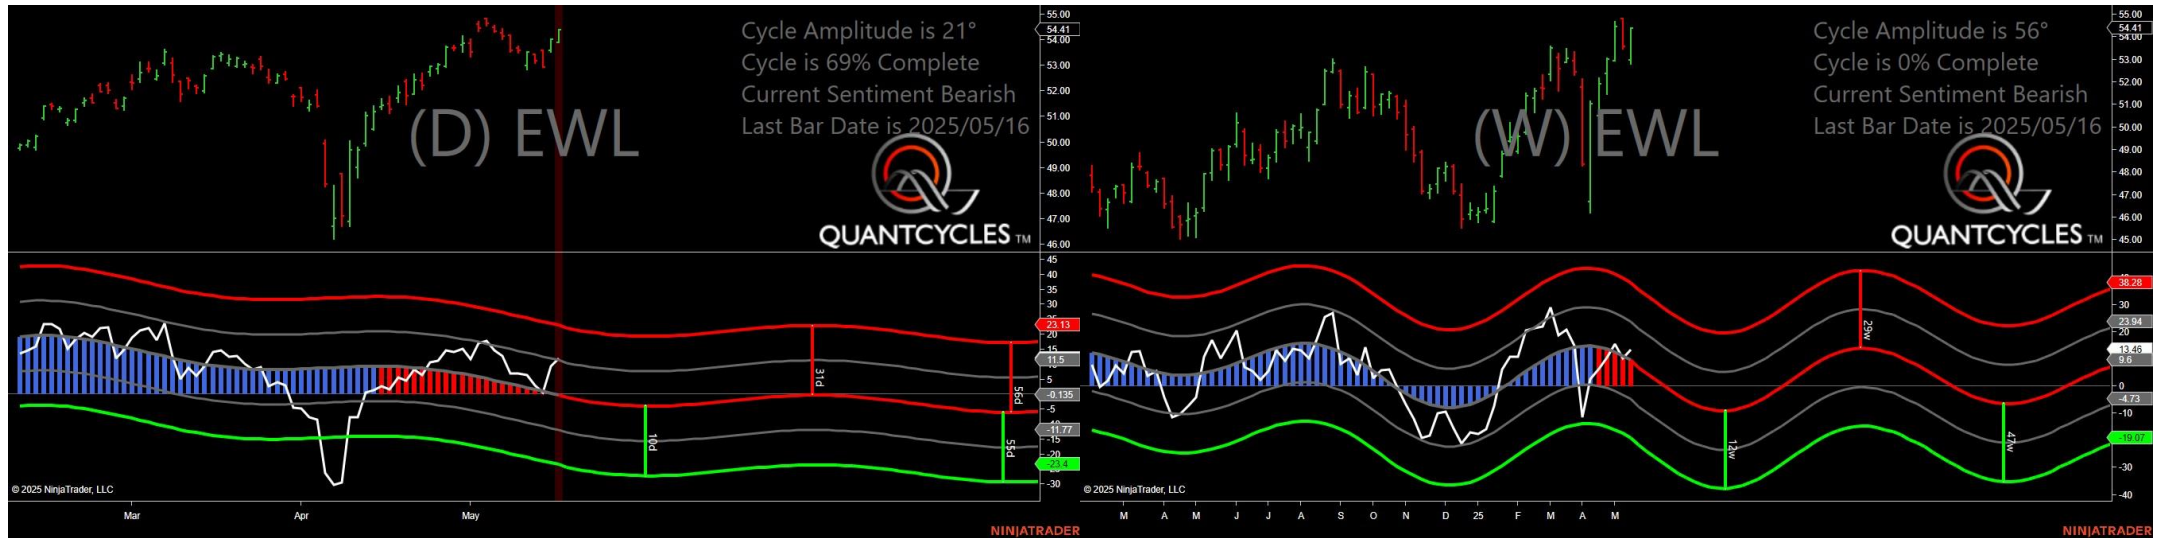 Cycle Amplitude is 21°
Cycle is 69% Complete
Current Sentiment Bearish
Last Bar Date is 2025/05/16
(D) EWL
QUANTCYCLES TM
55.00
54.41
54.00
53.00
52.00
51.00
50.00
49.00
48.00
47.00
46.00
45
40
35
30
25
23.13
20
15
11.5
5
-0.135
-5
-11.77
-15
-23.4
-30
31d
56d
10d
55d
© 2025 NinjaTrader, LLC
Mar
Apr
May
NINJATRADER
Cycle Amplitude is 56°
Cycle is 0% Complete
Current Sentiment Bearish
Last Bar Date is 2025/05/16
(W) EWL
QUANTCYCLES TM
55.00
54.41
54.00
53.00
52.00
51.00
50.00
49.00
48.00
47.00
46.00
45.00
38.28
30
23.94
20
13.46
9.6
0
-4.73
-10
-19.07
-30
-40
29w
12w
47w
© 2025 NinjaTrader, LLC
M A M J J A S O N D 25 F M A M
NINJATRADER